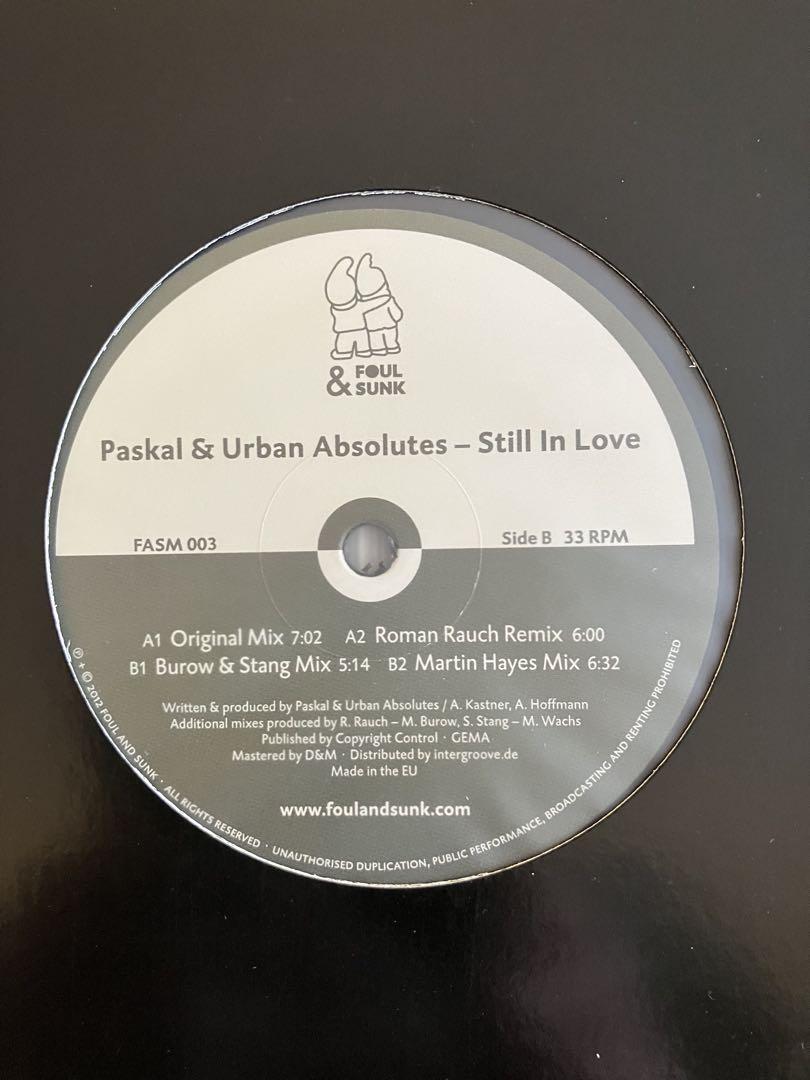 & FOUL
SUNK
Paskal & Urban Absolutes – Still In Love
FASM 003
Side B 33 RPM
A1 Original Mix 7:02 A2 Roman Rauch Remix 6:00
B1 Burow & Stang Mix 5:14 B2 Martin Hayes Mix 6:32
Written & produced by Paskal & Urban Absolutes / A. Kastner, A. Hoffmann
Additional mixes produced by R. Rauch – M. Burow, S. Stang – M. Wachs
Published by Copyright Control · GEMA
Mastered by D&M · Distributed by intergroove.de
Made in the EU
www.foulandsunk.com
℗ + © 2012 FOUL AND SUNK · ALL RIGHTS RESERVED · UNAUTHORISED DUPLICATION, PUBLIC PERFORMANCE, BROADCASTING AND RENTING PROHIBITED